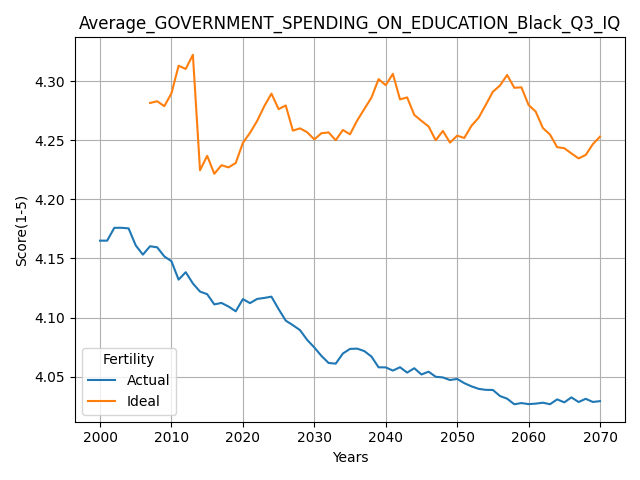 Average_GOVERNMENT_SPENDING_ON_EDUCATION_Black_Q3_IQ
Score(1-5)
4.30
4.25
4.20
4.15
4.10
4.05
Fertility
Actual
Ideal
2000 2010 2020 2030 2040 2050 2060 2070
Years